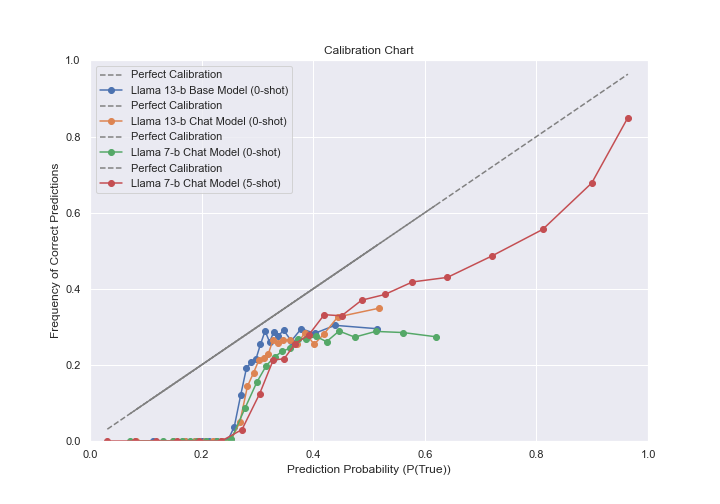 Calibration Chart
1.0
0.8
0.6
0.4
0.2
0.0
Frequency of Correct Predictions
Perfect Calibration
Llama 13-b Base Model (0-shot)
Perfect Calibration
Llama 13-b Chat Model (0-shot)
Perfect Calibration
Llama 7-b Chat Model (0-shot)
Perfect Calibration
Llama 7-b Chat Model (5-shot)
0.0 0.2 0.4 0.6 0.8 1.0
Prediction Probability (P(True))